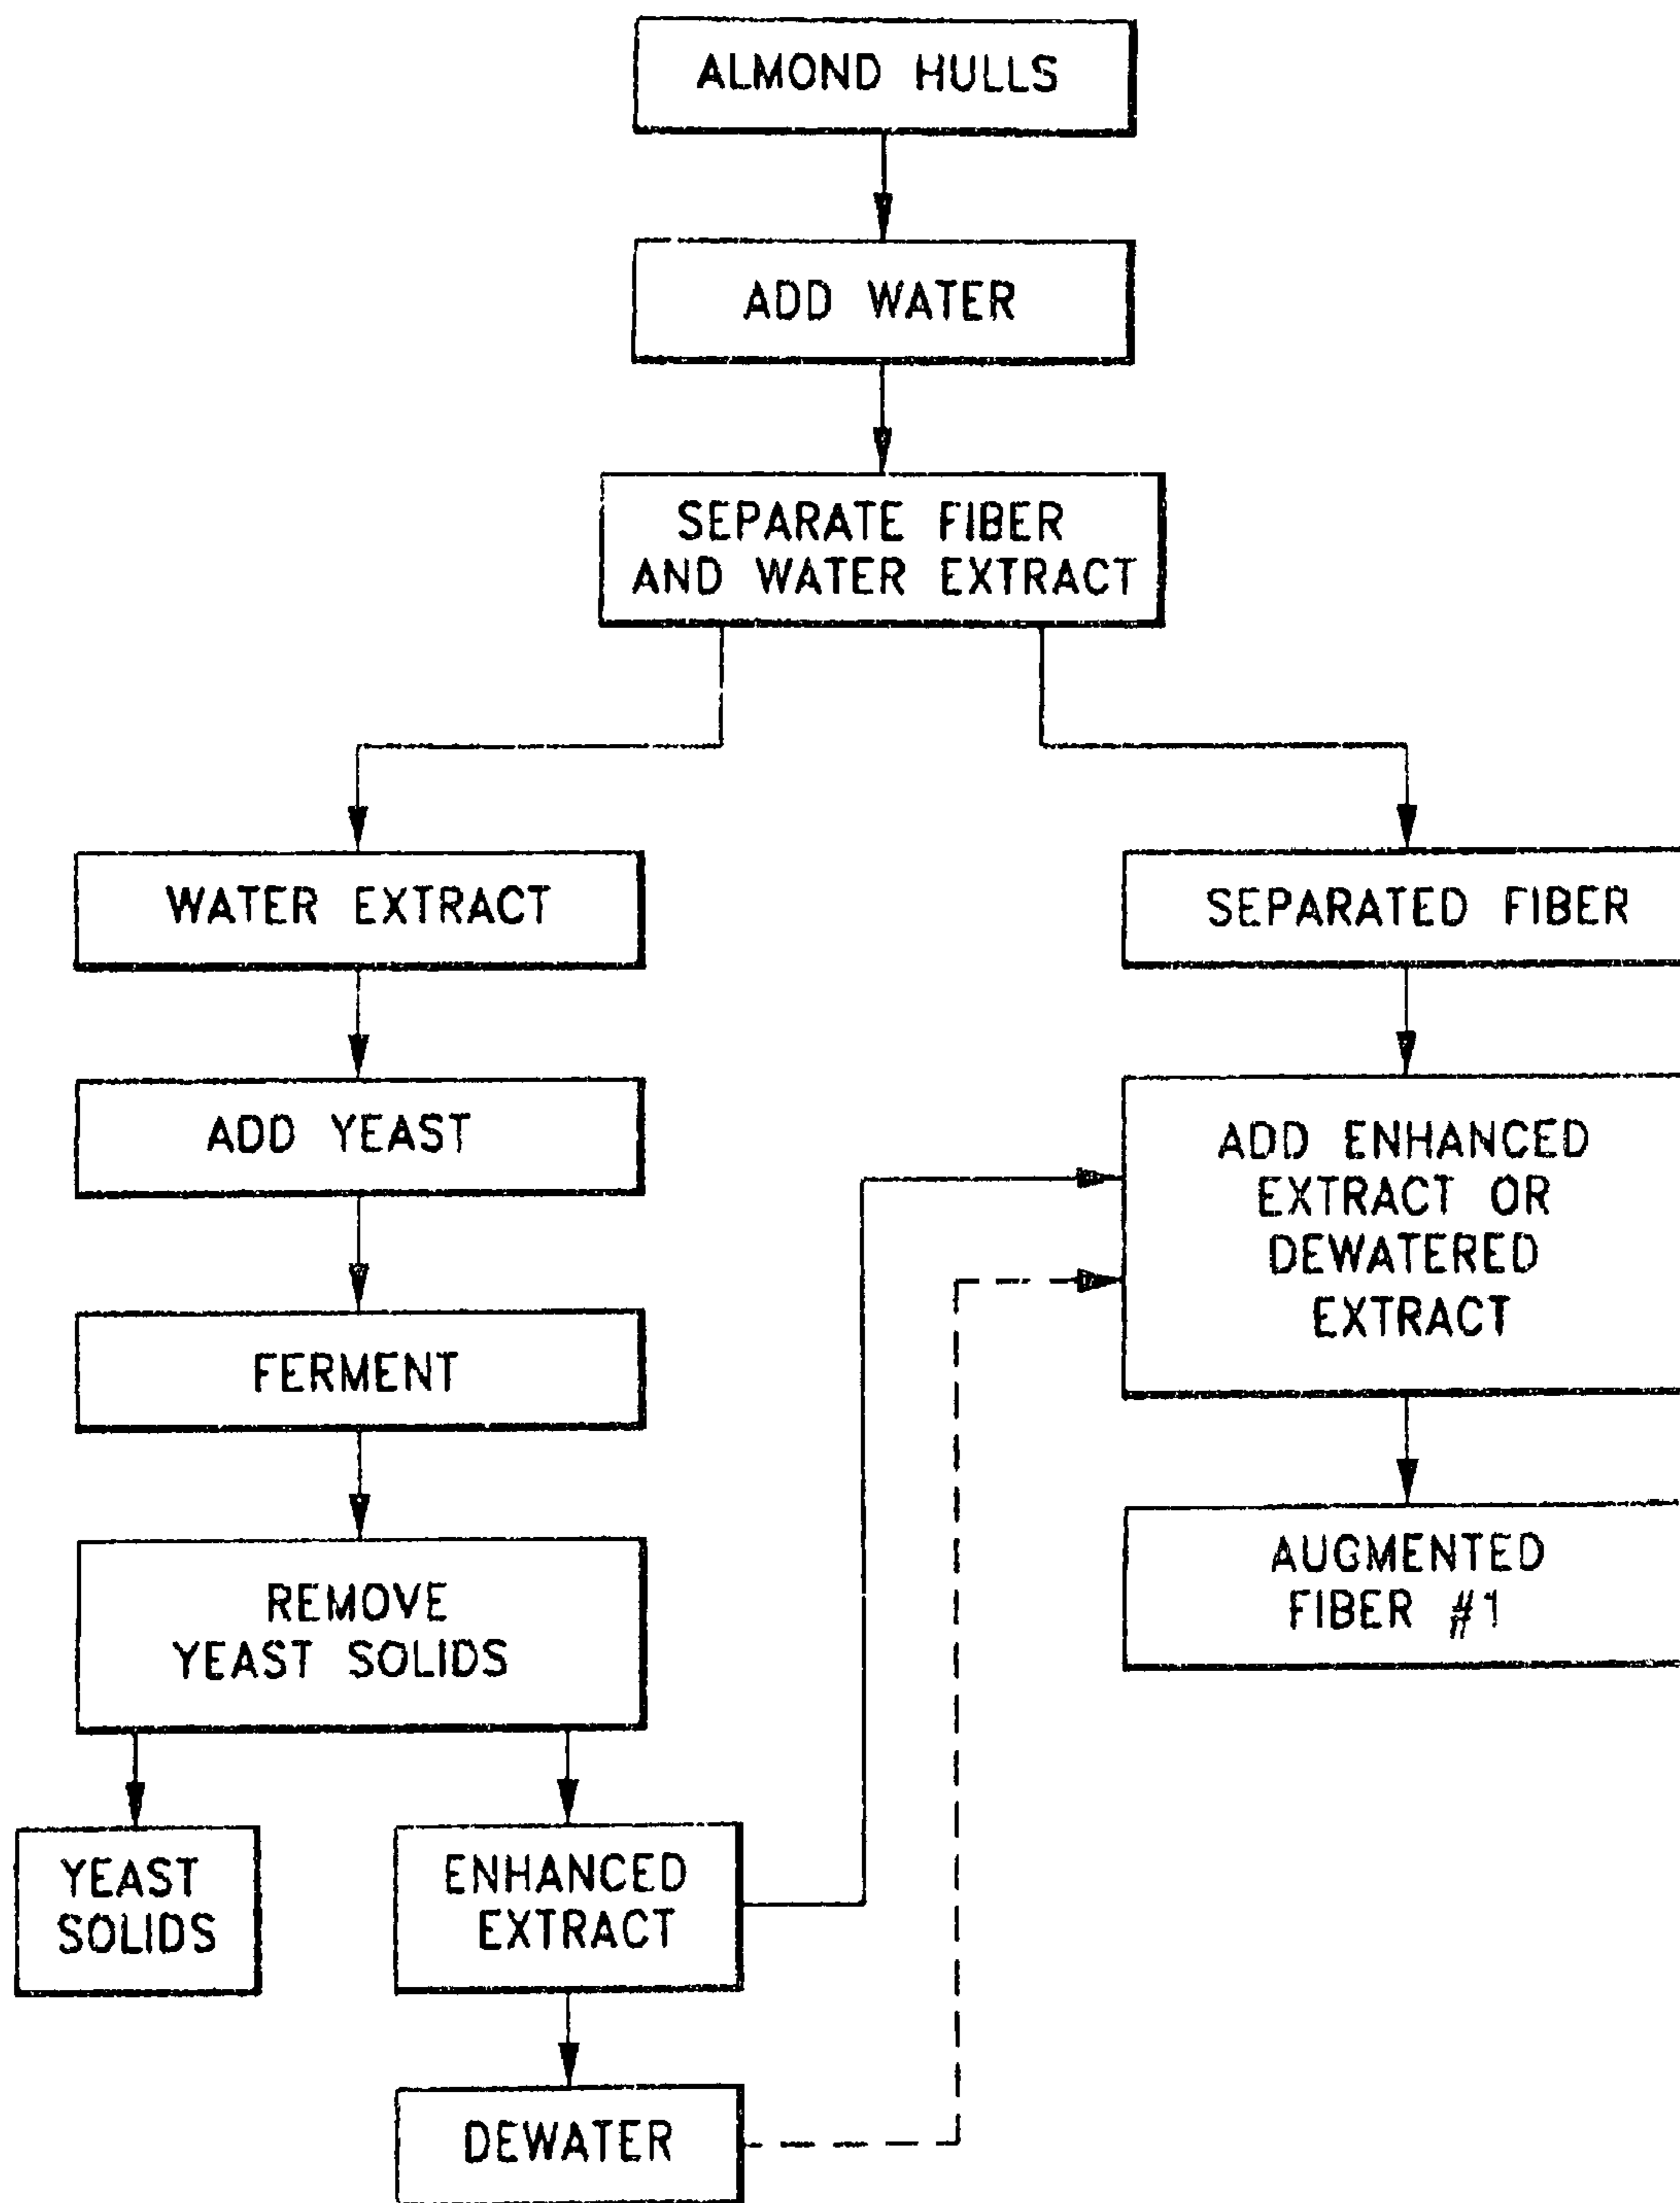 ALMOND HULLS
ADD WATER
SEPARATE FIBER
AND WATER EXTRACT
WATER EXTRACT
SEPARATED FIBER
ADD YEAST
ADD ENHANCED
EXTRACT OR
DEWATERED
EXTRACT
FERMENT
REMOVE
YEAST SOLIDS
AUGMENTED
FIBER #1
YEAST
SOLIDS
ENHANCED
EXTRACT
DEWATER